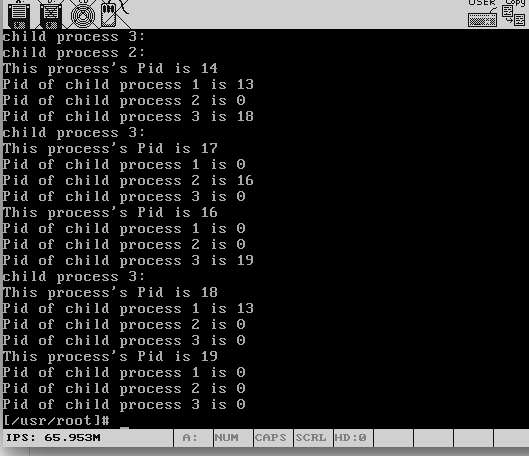 A:
USER
Copy
child process 3:
child process 2:
This process's Pid is 14
Pid of child process 1 is 13
Pid of child process 2 is 0
Pid of child process 3 is 18
child process 3:
This process's Pid is 17
Pid of child process 1 is 0
Pid of child process 2 is 16
Pid of child process 3 is 0
This process's Pid is 16
Pid of child process 1 is 0
Pid of child process 2 is 0
Pid of child process 3 is 19
child process 3:
This process's Pid is 18
Pid of child process 1 is 13
Pid of child process 2 is 0
Pid of child process 3 is 0
This process's Pid is 19
Pid of child process 1 is 0
Pid of child process 2 is 0
Pid of child process 3 is 0
[/usr/root]# _
IPS: 65.953M A: NUM CAPS SCRL HD:0